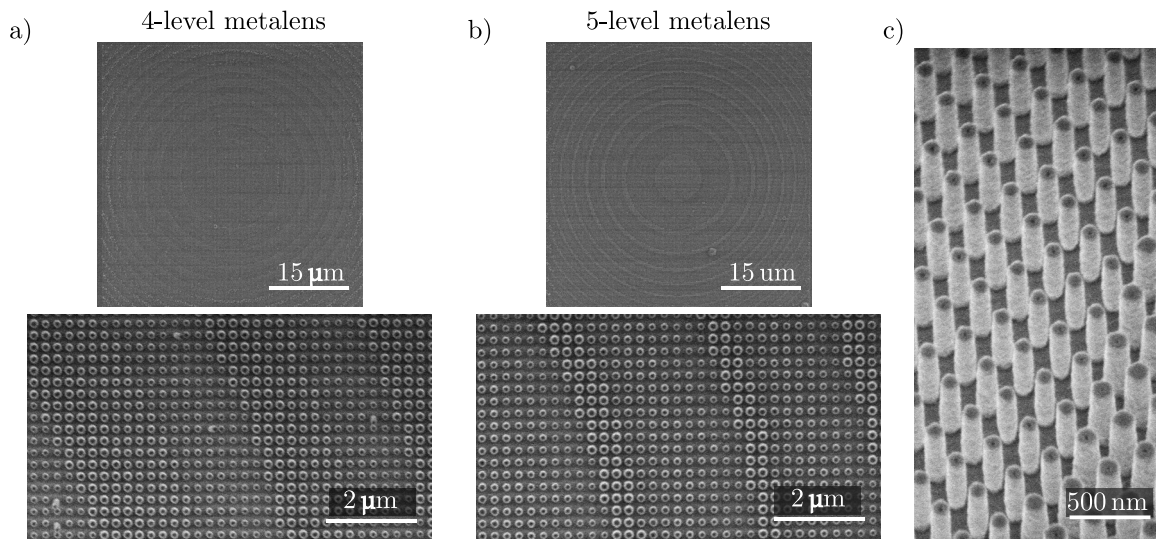 4-level metalens
5-level metalens
a)
b)
c)
15 μm
15 um
2 μm
2 μm
500 nm